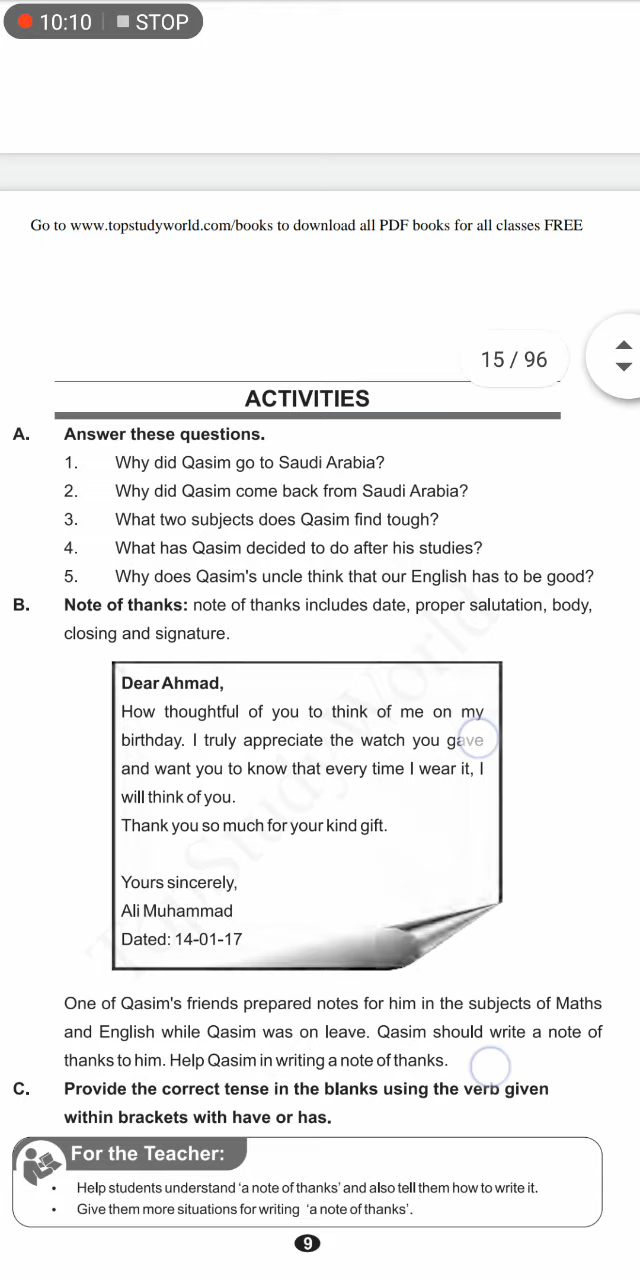 10:10 STOP
Go to www.topstudyworld.com/books to download all PDF books for all classes FREE
15 / 96
ACTIVITIES
A. Answer these questions.
1. Why did Qasim go to Saudi Arabia?
2. Why did Qasim come back from Saudi Arabia?
3. What two subjects does Qasim find tough?
4. What has Qasim decided to do after his studies?
5. Why does Qasim's uncle think that our English has to be good?
B. Note of thanks: note of thanks includes date, proper salutation, body,
closing and signature.
Dear Ahmad,
How thoughtful of you to think of me on my
birthday. I truly appreciate the watch you gave
and want you to know that every time I wear it, I
will think of you.
Thank you so much for your kind gift.
Yours sincerely,
Ali Muhammad
Dated: 14-01-17
One of Qasim's friends prepared notes for him in the subjects of Maths
and English while Qasim was on leave. Qasim should write a note of
thanks to him. Help Qasim in writing a note of thanks.
C. Provide the correct tense in the blanks using the verb given
within brackets with have or has.
For the Teacher:
• Help students understand ‘a note of thanks’ and also tell them how to write it.
• Give them more situations for writing ‘a note of thanks’.
9
Top Study World